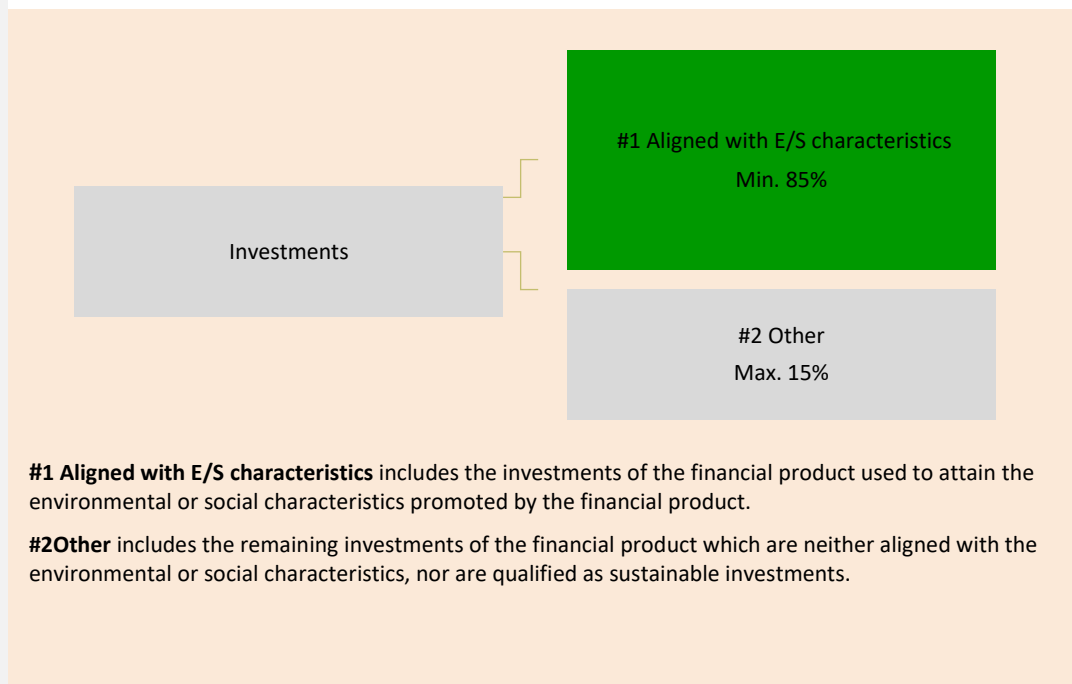 #1 Aligned with E/S characteristics
Min. 85%
Investments
#2 Other
Max. 15%
#1 Aligned with E/S characteristics includes the investments of the financial product used to attain the
environmental or social characteristics promoted by the financial product.
#2Other includes the remaining investments of the financial product which are neither aligned with the
environmental or social characteristics, nor are qualified as sustainable investments.